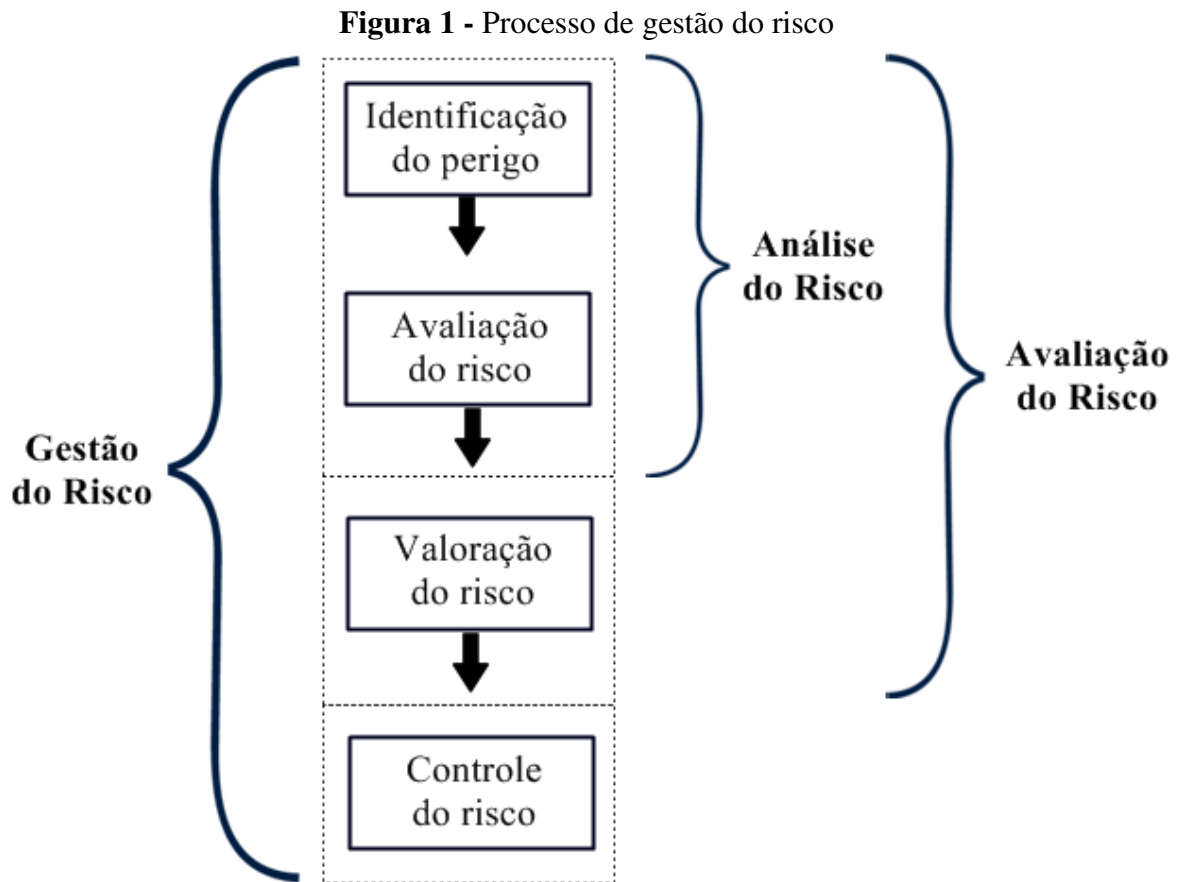 Figura 1 - Processo de gestão do risco
Identificação
do perigo
Avaliação
do risco
Valoração
do risco
Controle
do risco
Gestão
do Risco
Análise
do Risco
Avaliação
do Risco